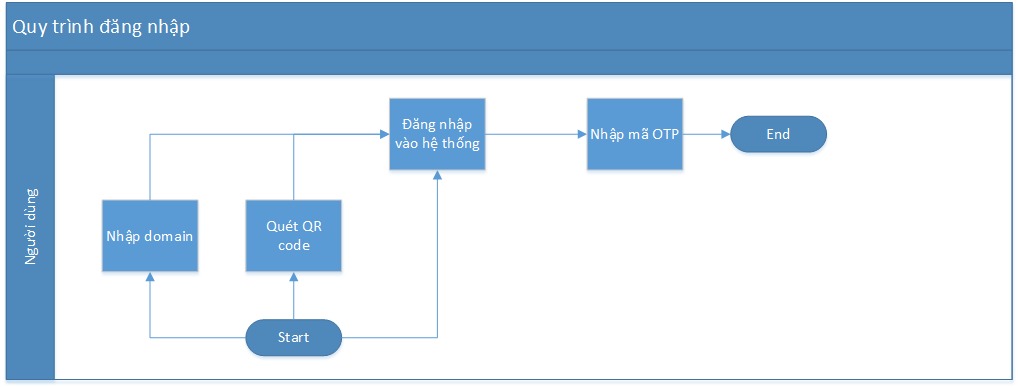 Quy trình đăng nhập
Người dùng
Đăng nhập
vào hệ thống
Nhập mã OTP
End
Nhập domain
Quét QR
code
Start